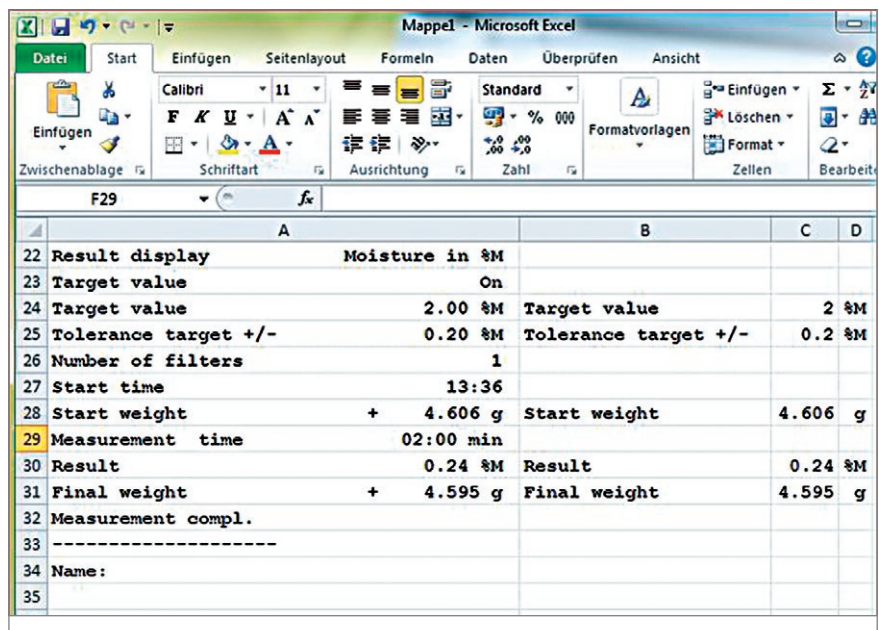 Mappe1 - Microsoft Excel
Datei Start Einfügen Seitenlayout Formeln Daten Überprüfen Ansicht
Calibri 11 Standard Einfügen Σ
F K U A A % 000 Löschen
Einfügen Formatvorlagen Format
Zwischenablage Schriftart Ausrichtung Zahl Zellen Bearbeite
F29 fx
A B C D
22 Result display Moisture in %M
23 Target value On
24 Target value 2.00 %M Target value 2 %M
25 Tolerance target +/- 0.20 %M Tolerance target +/- 0.2 %M
26 Number of filters 1
27 Start time 13:36
28 Start weight + 4.606 g Start weight 4.606 g
29 Measurement time 02:00 min
30 Result 0.24 %M Result 0.24 %M
31 Final weight + 4.595 g Final weight 4.595 g
32 Measurement compl.
33 --------------------
34 Name:
35